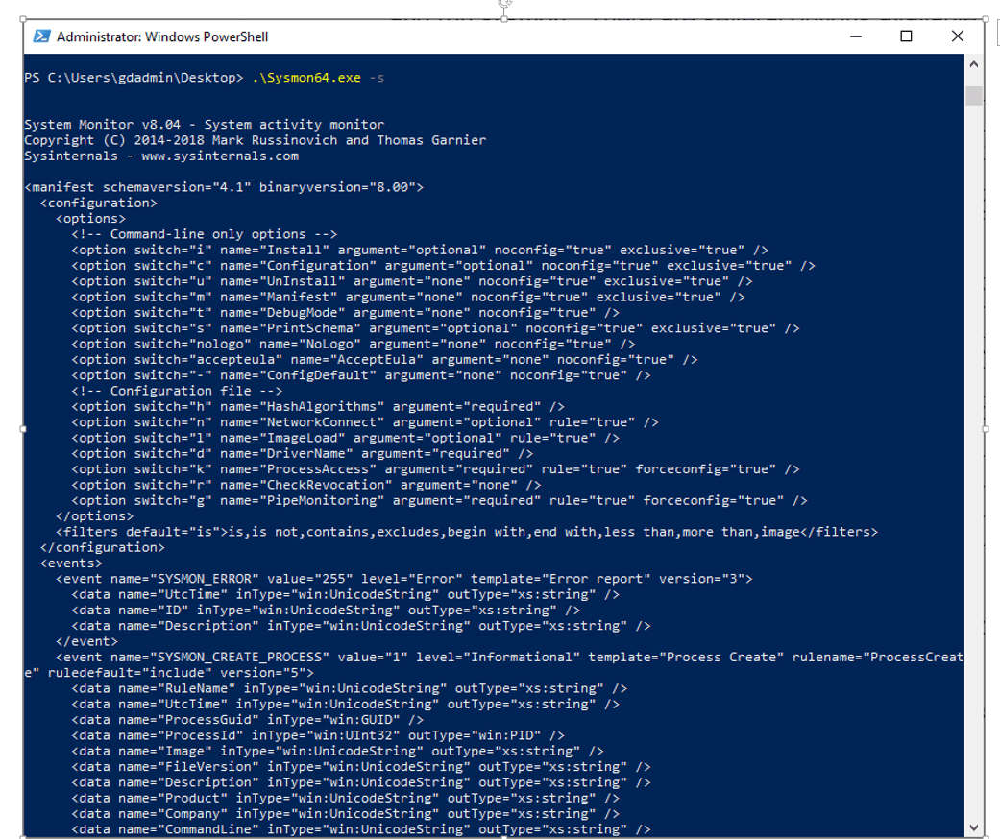 Administrator: Windows PowerShell
PS C:\Users\gdadmin\Desktop> .\Sysmon64.exe -s
System Monitor v8.04 - System activity monitor
Copyright (C) 2014-2018 Mark Russinovich and Thomas Garnier
Sysinternals - www.sysinternals.com
<manifest schemaversion="4.1" binaryversion="8.00">
  <configuration>
    <options>
      <!-- Command-line only options -->
      <option switch="i" name="Install" argument="optional" noconfig="true" exclusive="true" />
      <option switch="c" name="Configuration" argument="optional" noconfig="true" exclusive="true" />
      <option switch="u" name="UnInstall" argument="none" noconfig="true" exclusive="true" />
      <option switch="m" name="Manifest" argument="none" noconfig="true" exclusive="true" />
      <option switch="t" name="DebugMode" argument="none" noconfig="true" />
      <option switch="s" name="PrintSchema" argument="optional" noconfig="true" exclusive="true" />
      <option switch="nologo" name="NoLogo" argument="none" noconfig="true" />
      <option switch="accepteula" name="AcceptEula" argument="none" noconfig="true" />
      <option switch="-" name="ConfigDefault" argument="none" noconfig="true" />
      <!-- Configuration file -->
      <option switch="h" name="HashAlgorithms" argument="required" />
      <option switch="n" name="NetworkConnect" argument="optional" rule="true" />
      <option switch="l" name="ImageLoad" argument="optional" rule="true" />
      <option switch="d" name="DriverName" argument="required" />
      <option switch="k" name="ProcessAccess" argument="required" rule="true" forceconfig="true" />
      <option switch="r" name="CheckRevocation" argument="none" />
      <option switch="g" name="PipeMonitoring" argument="required" rule="true" forceconfig="true" />
    </options>
    <filters default="is">is,is not,contains,excludes,begin with,end with,less than,more than,image</filters>
  </configuration>
  <events>
    <event name="SYSMON_ERROR" value="255" level="Error" template="Error report" version="3">
      <data name="UtcTime" inType="win:UnicodeString" outType="xs:string" />
      <data name="ID" inType="win:UnicodeString" outType="xs:string" />
      <data name="Description" inType="win:UnicodeString" outType="xs:string" />
    </event>
    <event name="SYSMON_CREATE_PROCESS" value="1" level="Informational" template="Process Create" rulename="ProcessCreat
e" ruledefault="include" version="5">
      <data name="RuleName" inType="win:UnicodeString" outType="xs:string" />
      <data name="UtcTime" inType="win:UnicodeString" outType="xs:string" />
      <data name="ProcessGuid" inType="win:GUID" />
      <data name="ProcessId" inType="win:UInt32" outType="win:PID" />
      <data name="Image" inType="win:UnicodeString" outType="xs:string" />
      <data name="FileVersion" inType="win:UnicodeString" outType="xs:string" />
      <data name="Description" inType="win:UnicodeString" outType="xs:string" />
      <data name="Product" inType="win:UnicodeString" outType="xs:string" />
      <data name="Company" inType="win:UnicodeString" outType="xs:string" />
      <data name="CommandLine" inType="win:UnicodeString" outType="xs:string" />